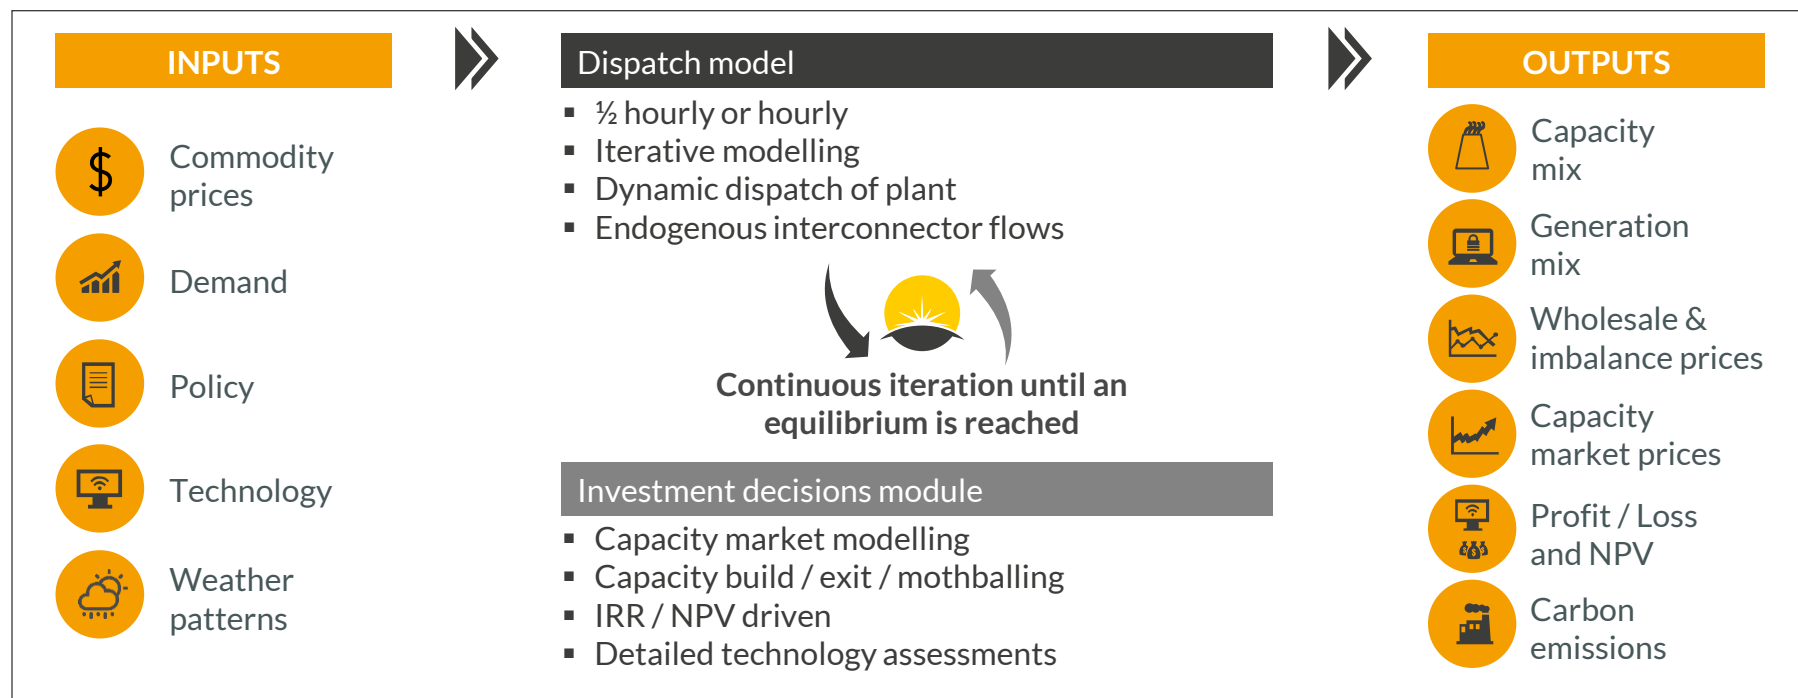 INPUTS
Commodity
prices
Demand
Policy
Technology
Weather
patterns
Dispatch model
▪ ½ hourly or hourly
▪ Iterative modelling
▪ Dynamic dispatch of plant
▪ Endogenous interconnector flows
Continuous iteration until an
equilibrium is reached
Investment decisions module
▪ Capacity market modelling
▪ Capacity build / exit / mothballing
▪ IRR / NPV driven
▪ Detailed technology assessments
OUTPUTS
Capacity
mix
Generation
mix
Wholesale &
imbalance prices
Capacity
market prices
Profit / Loss
and NPV
Carbon
emissions